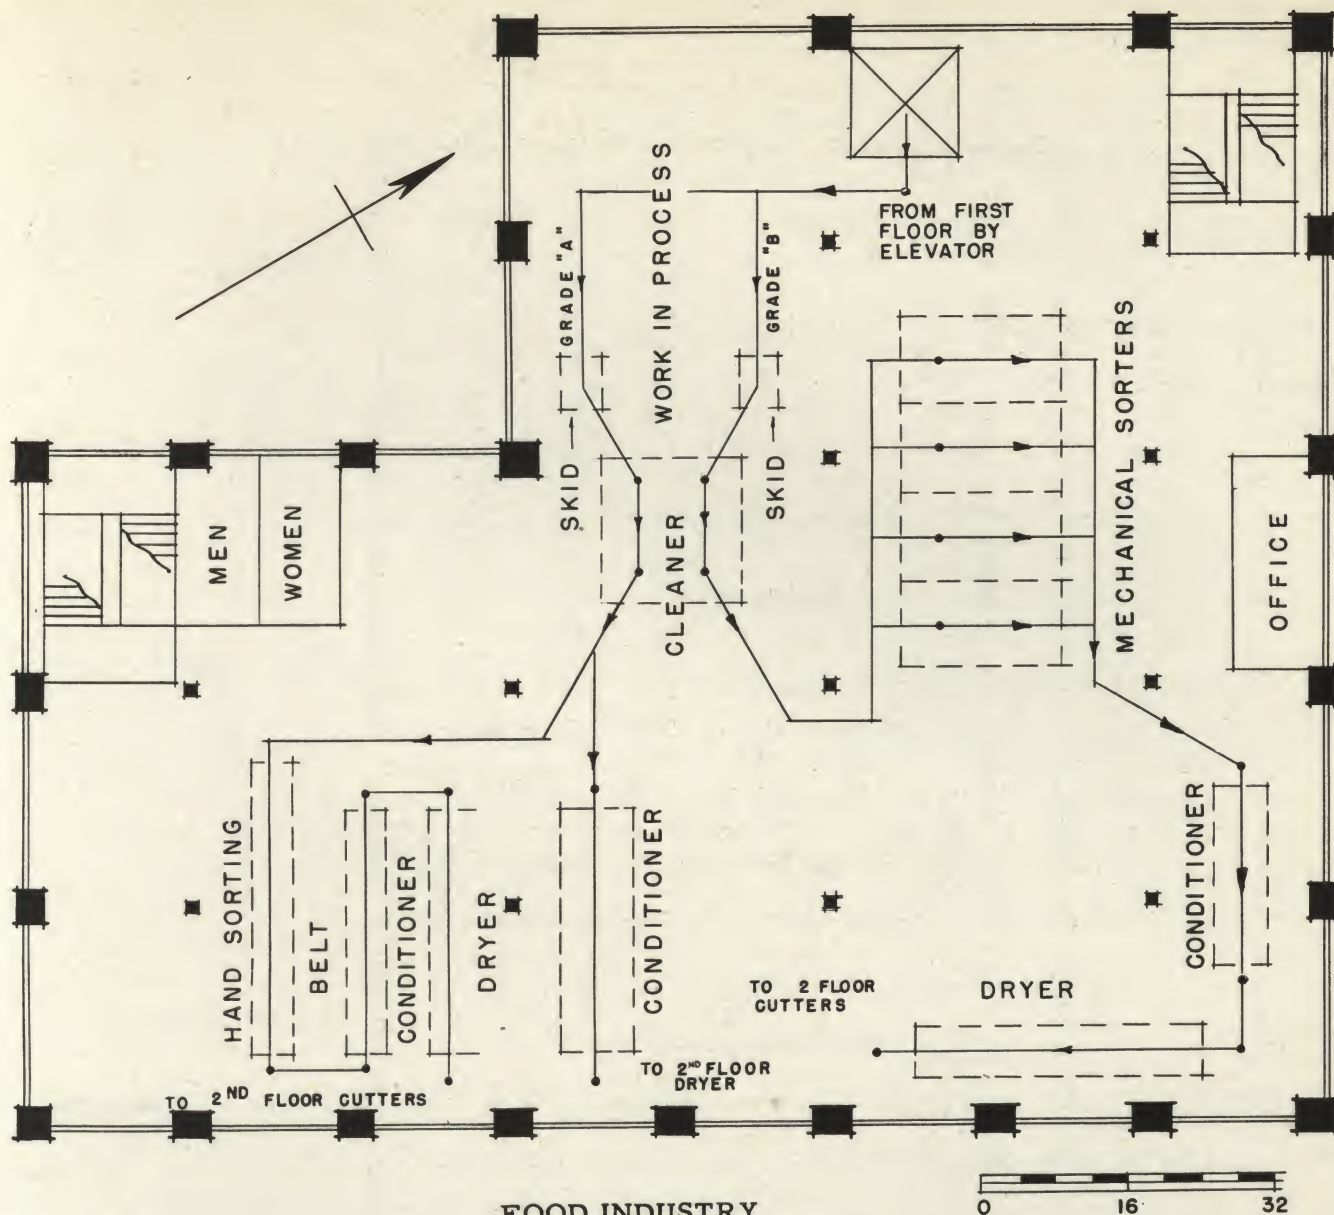 FROM FIRST
FLOOR BY
ELEVATOR
GRADE "A"
WORK IN PROCESS
GRADE "B"
SKID
SKID
CLEANER
MECHANICAL SORTERS
OFFICE
MEN
WOMEN
HAND SORTING
BELT
CONDITIONER
DRYER
CONDITIONER
CONDITIONER
TO 2 FLOOR
CUTTERS
DRYER
TO 2ND FLOOR
DRYER
TO 2ND FLOOR CUTTERS
FOOD INDUSTRY
0 16 32